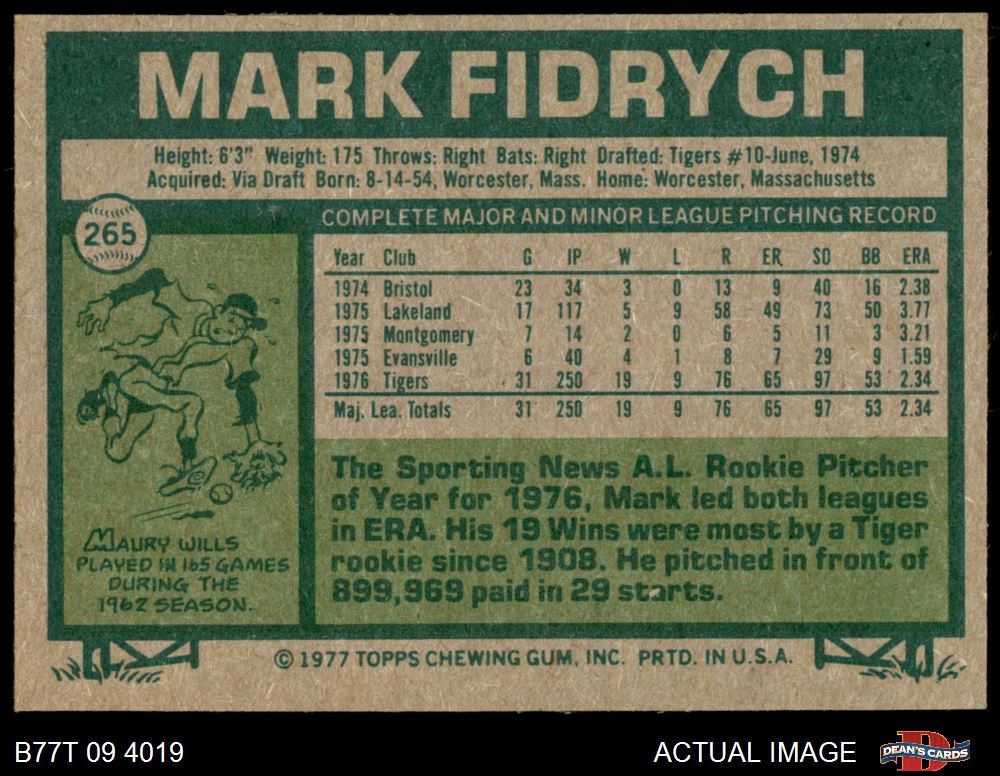 MARK FIDRYCH
Height: 6'3" Weight: 175 Throws: Right Bats: Right Drafted: Tigers #10-June, 1974
Acquired: Via Draft Born: 8-14-54, Worcester, Mass. Home: Worcester, Massachusetts
265
COMPLETE MAJOR AND MINOR LEAGUE PITCHING RECORD
Year Club G IP W L R ER SO BB ERA
1974 Bristol 23 34 3 0 13 9 40 16 2.38
1975 Lakeland 17 117 5 9 58 49 73 50 3.77
1975 Montgomery 7 14 2 0 6 5 11 3 3.21
1975 Evansville 6 40 4 1 8 7 29 9 1.59
1976 Tigers 31 250 19 9 76 65 97 53 2.34
Maj. Lea. Totals 31 250 19 9 76 65 97 53 2.34
MAURY WILLS
PLAYED IN 165 GAMES
DURING THE
1962 SEASON.
The Sporting News A.L. Rookie Pitcher
of Year for 1976, Mark led both leagues
in ERA. His 19 Wins were most by a Tiger
rookie since 1908. He pitched in front of
899,969 paid in 29 starts.
© 1977 TOPPS CHEWING GUM, INC. PRTD. IN U.S.A.
B77T 09 4019
ACTUAL IMAGE
D
DEAN'S CARDS